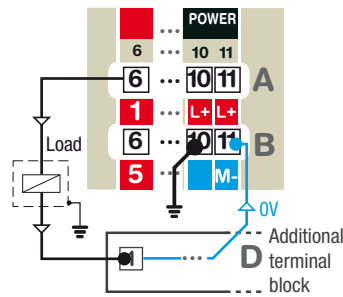 POWER
6 ... 10 11
6 ... 10 11 A
1 ... L+ L+
6 ... 10 11 B
5 M-
Load
0V
Additional
D terminal
block